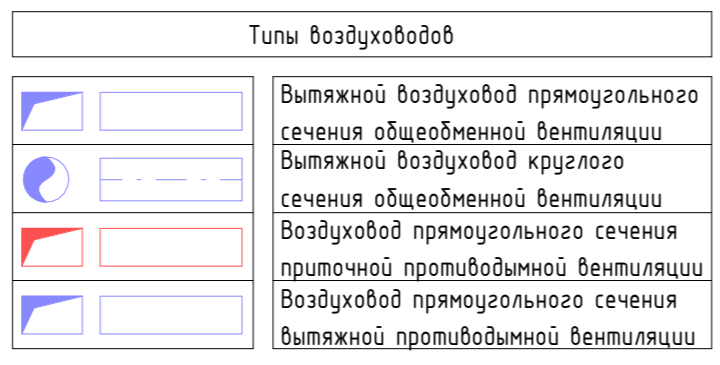 Типы воздуховодов
Вытяжной воздуховод прямоугольного
сечения общеобменной вентиляции
Вытяжной воздуховод круглого
сечения общеобменной вентиляции
Воздуховод прямоугольного сечения
приточной противодымной вентиляции
Воздуховод прямоугольного сечения
вытяжной противодымной вентиляции